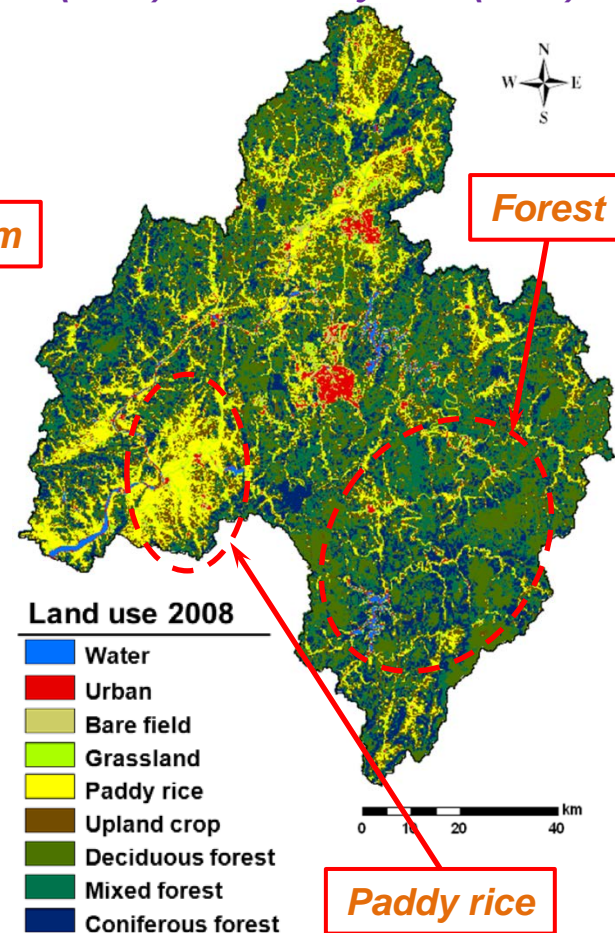 N
W E
S
Forest
m
Land use 2008
Water
Urban
Bare field
Grassland
Paddy rice
Upland crop
Deciduous forest
Mixed forest
Coniferous forest
km
0 10 20 40
Paddy rice